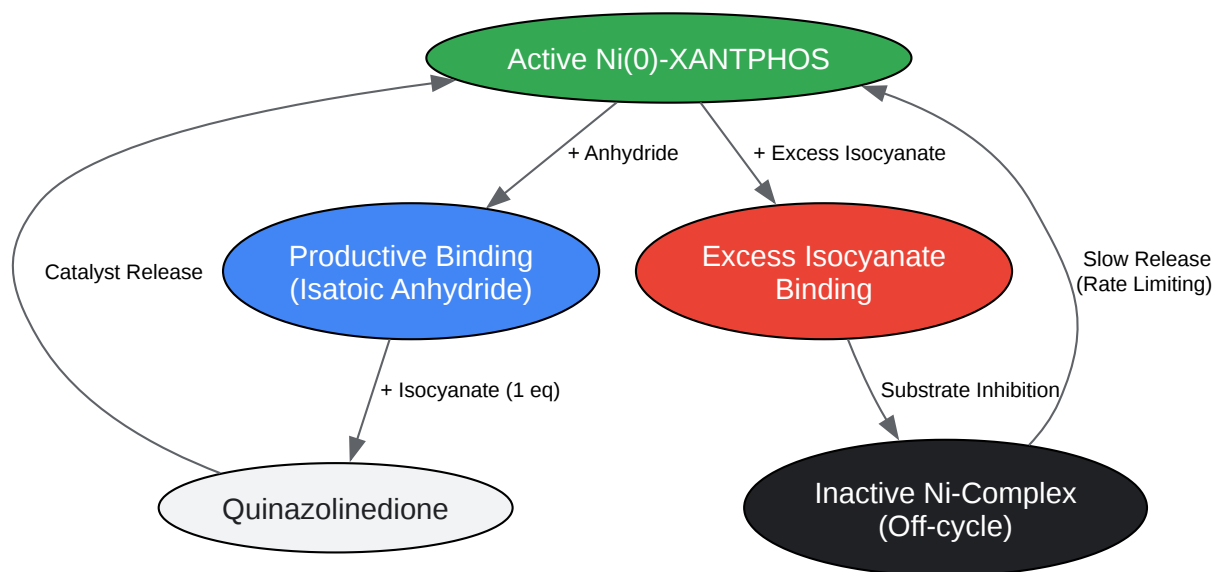 Active Ni(0)-XANTPHOS
+ Anhydride
+ Excess Isocyanate
Productive Binding
(Isatoic Anhydride)
Excess Isocyanate
Binding
Catalyst Release
Slow Release
(Rate Limiting)
+ Isocyanate (1 eq)
Substrate Inhibition
Quinazolinedione
Inactive Ni-Complex
(Off-cycle)